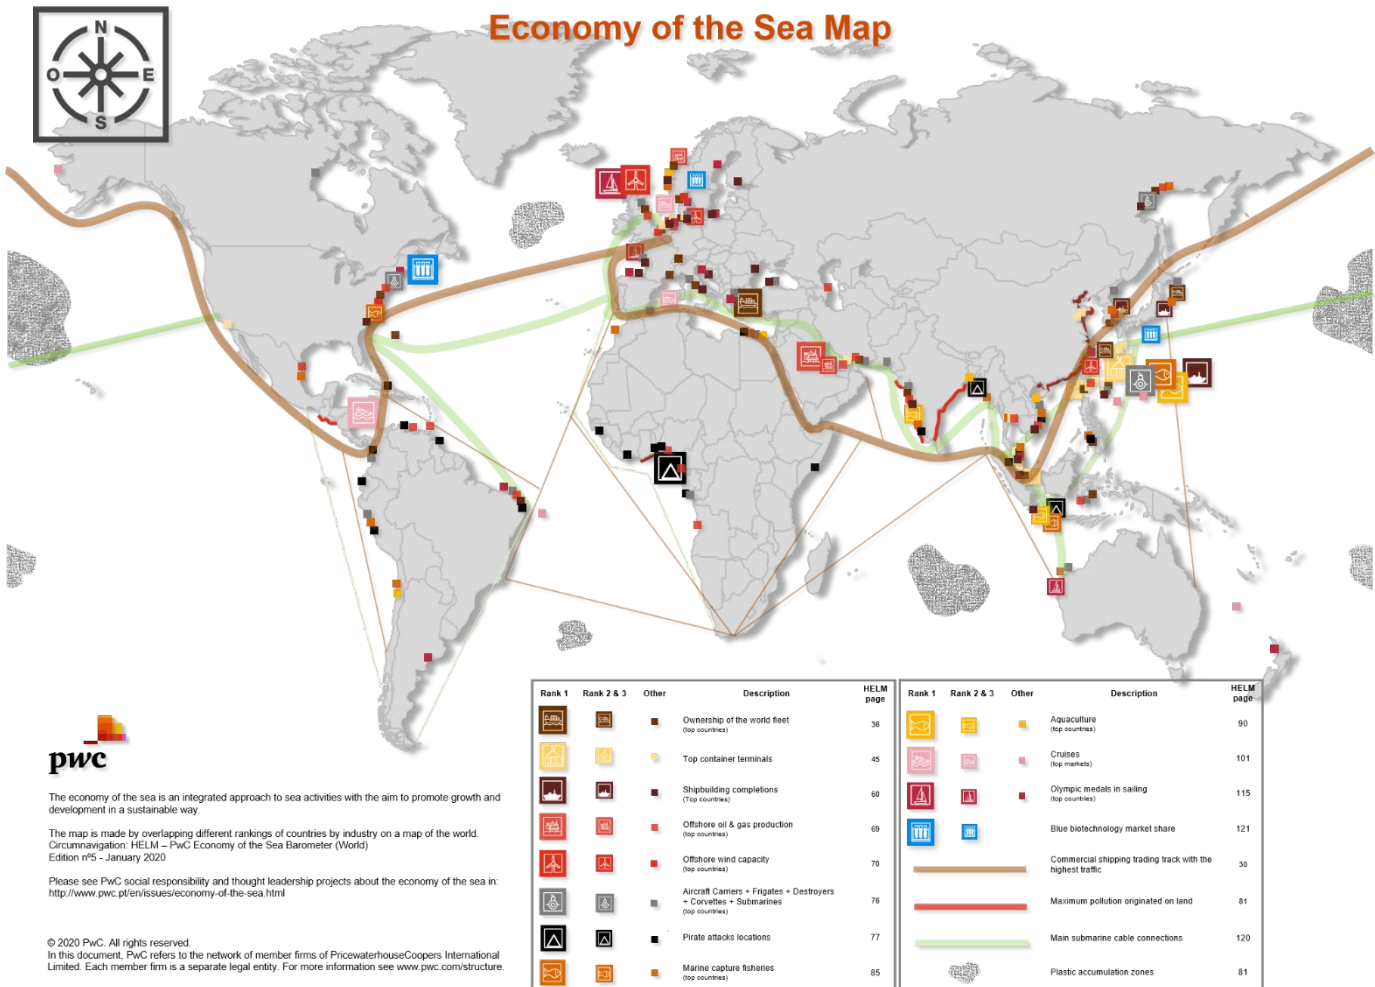 Economy of the Sea Map
N
O E
S
pwc
The economy of the sea is an integrated approach to sea activities with the aim to promote growth and
development in a sustainable way.
The map is made by overlapping different rankings of countries by industry on a map of the world.
Circumnavigation: HELM – PwC Economy of the Sea Barometer (World)
Edition nº5 - January 2020
Please see PwC social responsibility and thought leadership projects about the economy of the sea in:
http://www.pwc.pt/en/issues/economy-of-the-sea.html
© 2020 PwC. All rights reserved.
In this document, PwC refers to the network of member firms of PricewaterhouseCoopers International
Limited. Each member firm is a separate legal entity. For more information see www.pwc.com/structure.
Rank 1 Rank 2 & 3 Other Description HELM
page
Ownership of the world fleet 36
(top countries)
Top container terminals 45
Shipbuilding completions 60
(Top countries)
Offshore oil & gas production 69
(top countries)
Offshore wind capacity 70
(top countries)
Aircraft Carriers + Frigates + Destroyers
+ Corvettes + Submarines 76
(top countries)
Pirate attacks locations 77
Marine capture fisheries 85
(top countries)
Rank 1 Rank 2 & 3 Other Description HELM
page
Aquaculture 90
(top countries)
Cruises 101
(top markets)
Olympic medals in sailing 115
(top countries)
Blue biotechnology market share 121
Commercial shipping trading track with the 30
highest traffic
Maximum pollution originated on land 81
Main submarine cable connections 120
Plastic accumulation zones 81